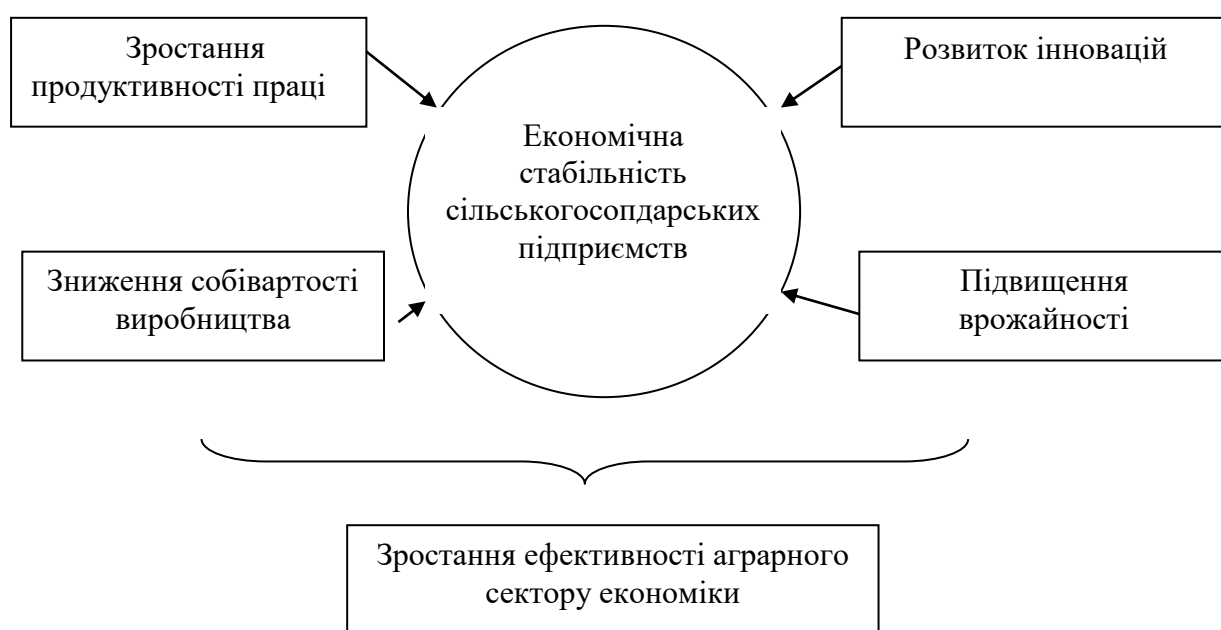 Зростання
продуктивності праці
Розвиток інновацій
Економічна
стабільність
сільськогосопдарських
підприємств
Зниження собівартості
виробництва
Підвищення
врожайності
Зростання ефективності аграрного
сектору економіки